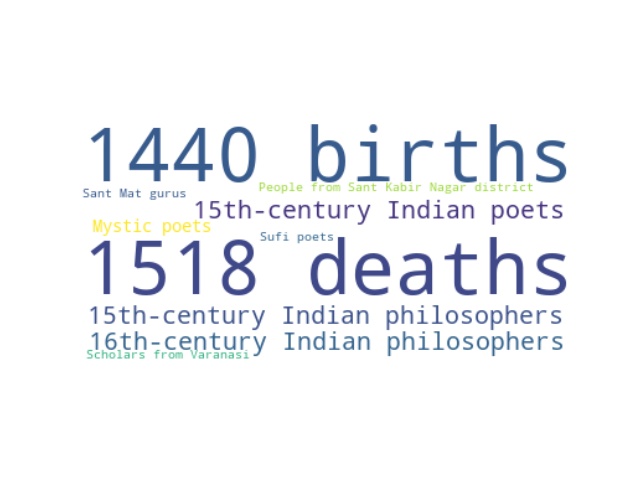 1440 births
Sant Mat gurus
People from Sant Kabir Nagar district
15th-century Indian poets
Mystic poets
Sufi poets
1518 deaths
15th-century Indian philosophers
16th-century Indian philosophers
Scholars from Varanasi